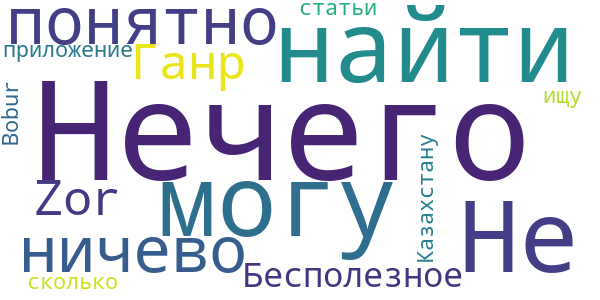 статьи
понятно
найти
приложение
Ганр
Нечего
ищу
Bobur
Казахстану
Zor
могу
Не
ничево
Бесполезное
сколько